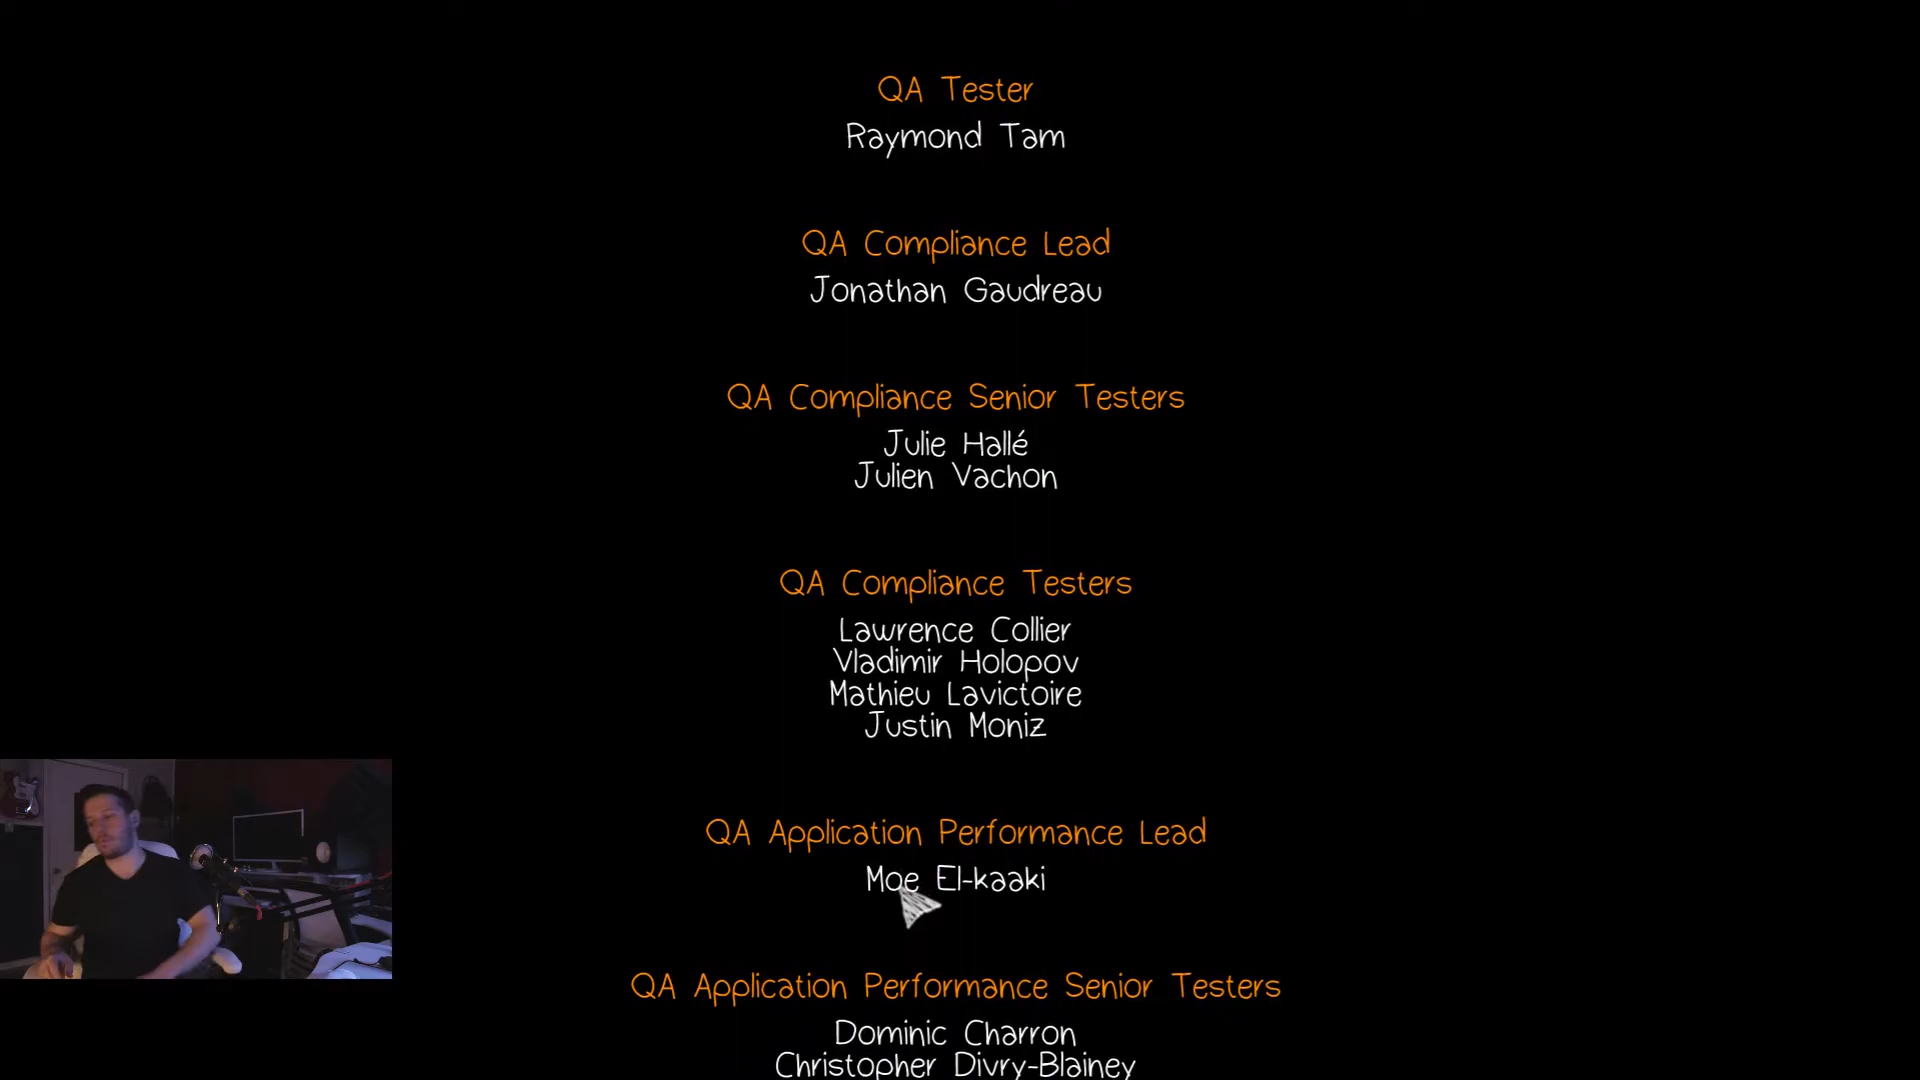 QA Tester
Raymond Tam
QA Compliance Lead
Jonathan Gaudreau
QA Compliance Senior Testers
Julie Hallé
Julien Vachon
QA Compliance Testers
Lawrence Collier
Vladimir Holopov
Mathieu Lavictoire
Justin Moniz
QA Application Performance Lead
Moe El-kaaki
QA Application Performance Senior Testers
Dominic Charron
Christopher Divry-Blainey